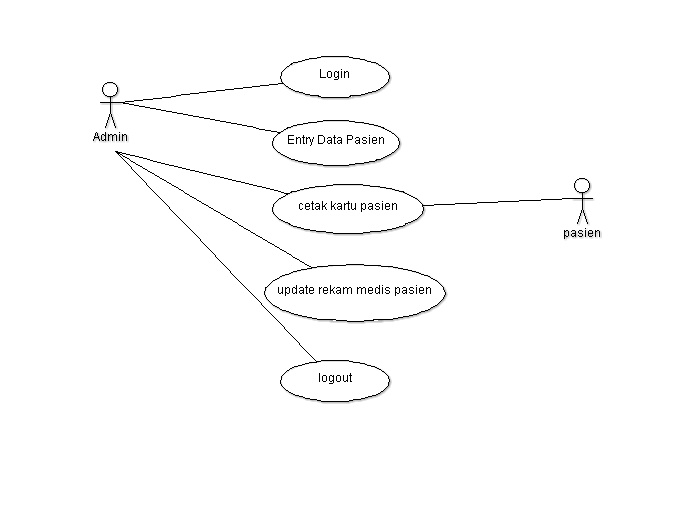 Login
Admin
Entry Data Pasien
cetak kartu pasien
pasien
update rekam medis pasien
logout